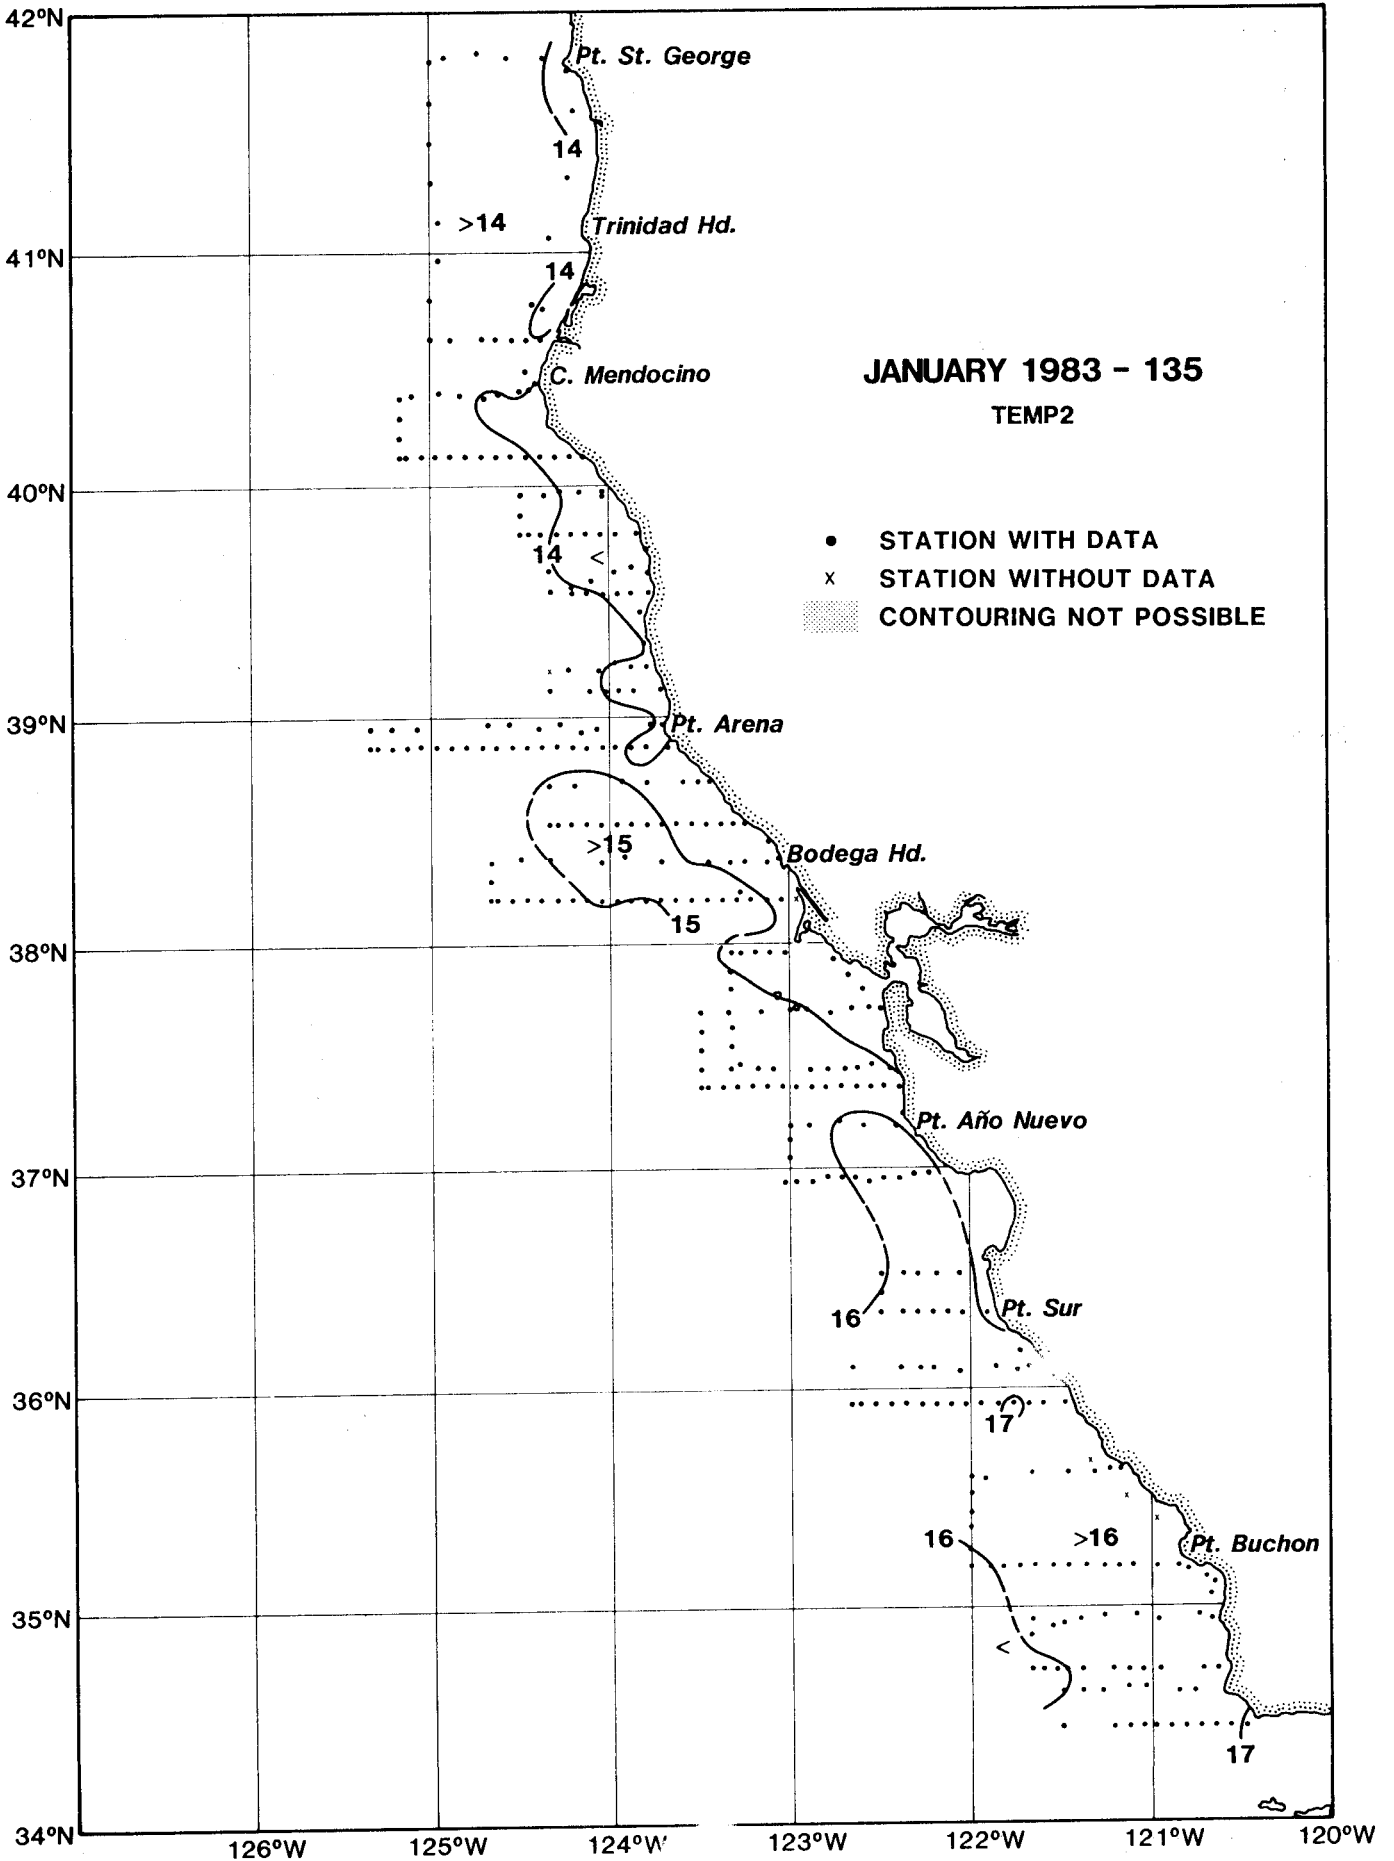 42°N
Pt. St. George
14
>14
Trinidad Hd.
41°N
14
JANUARY 1983 - 135
TEMP2
C. Mendocino
40°N
14 <
• STATION WITH DATA
x STATION WITHOUT DATA
CONTOURING NOT POSSIBLE
39°N
Pt. Arena
>15
Bodega Hd.
15
38°N
Pt. Año Nuevo
37°N
16
Pt. Sur
36°N
17
16
>16
Pt. Buchon
35°N
<
17
34°N
126°W 125°W 124°W 123°W 122°W 121°W 120°W